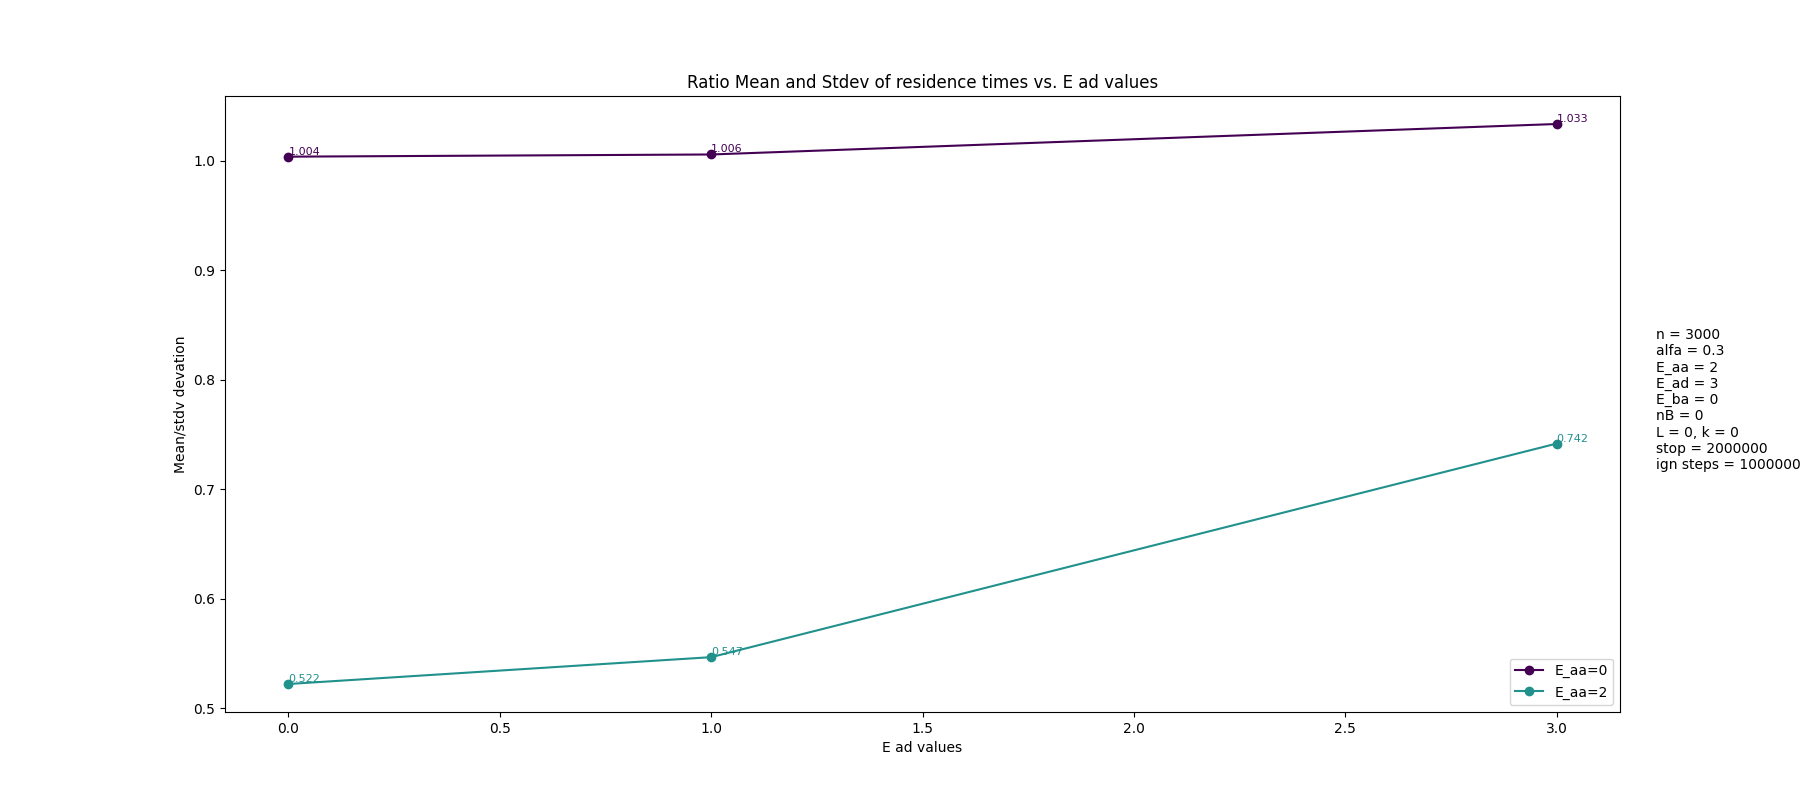 Ratio Mean and Stdev of residence times vs. E ad values
Mean/stdv devation
1.0
0.9
0.8
0.7
0.6
0.5
1.004
1.006
1.033
0.522
0.547
0.742
E_aa=0
E_aa=2
0.0
0.5
1.0
1.5
2.0
2.5
3.0
E ad values
n = 3000
alfa = 0.3
E_aa = 2
E_ad = 3
E_ba = 0
nB = 0
L = 0, k = 0
stop = 2000000
ign steps = 1000000